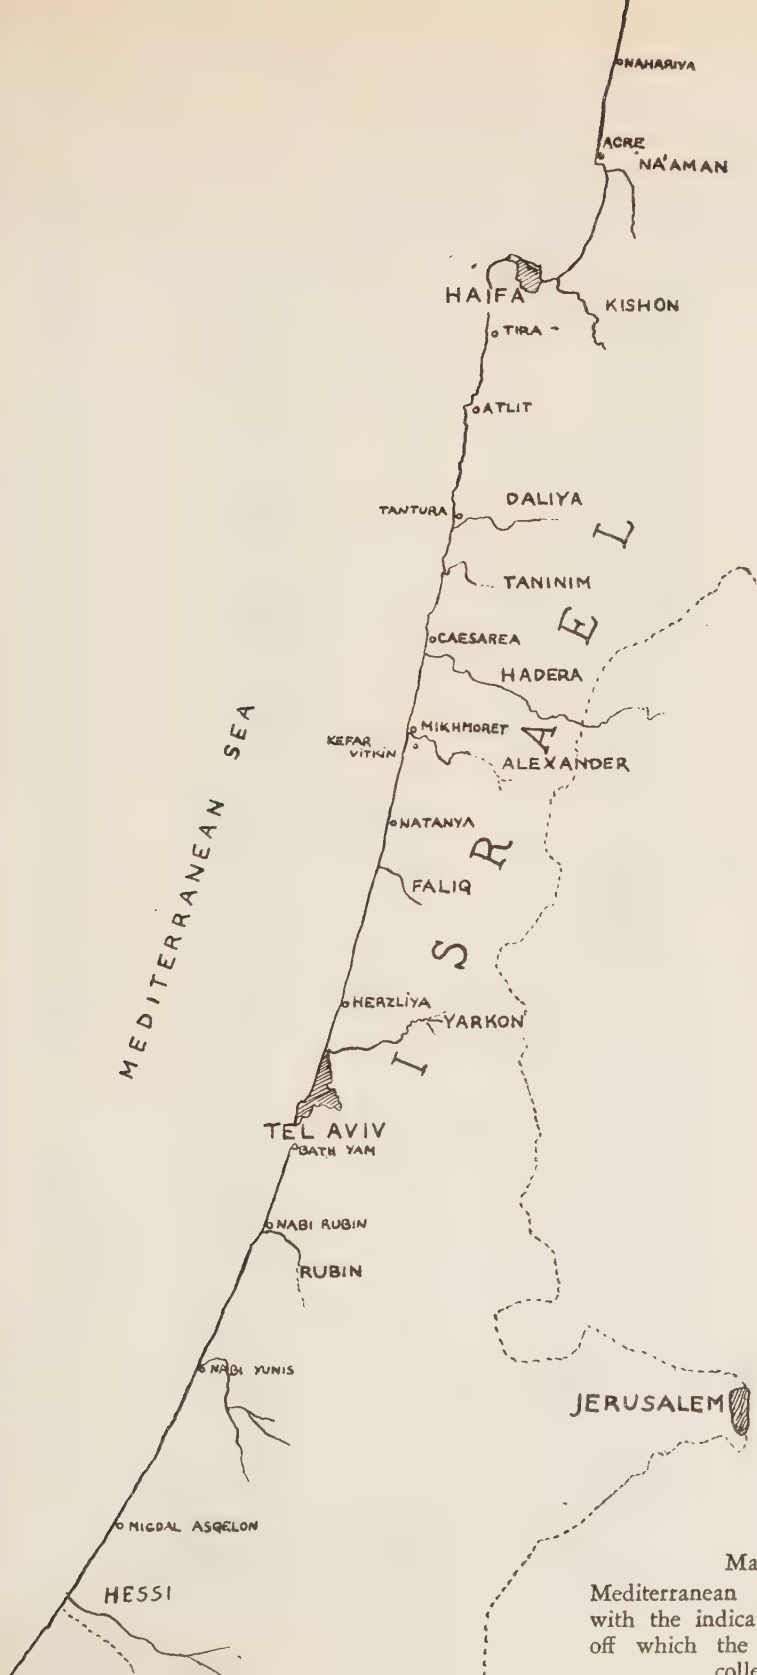 NAHARIYA
ACRE
NA'AMAN
HAIFA
KISHON
TIRA
ATLIT
TANTURA
DALIYA
TANINIM
CAESAREA
HADERA
MIKHMORET
KEFAR
VITKIN
ALEXANDER
NATANYA
FALIQ
HERZLIYA
YARKON
ISRAEL
MEDITERRANEAN SEA
TEL AVIV
BATH YAM
NABI RUBIN
RUBIN
NABI YUNIS
JERUSALEM
MIGDAL ASQELON
HESSI
Ma
Mediterranean
with the indica
off which the
colle